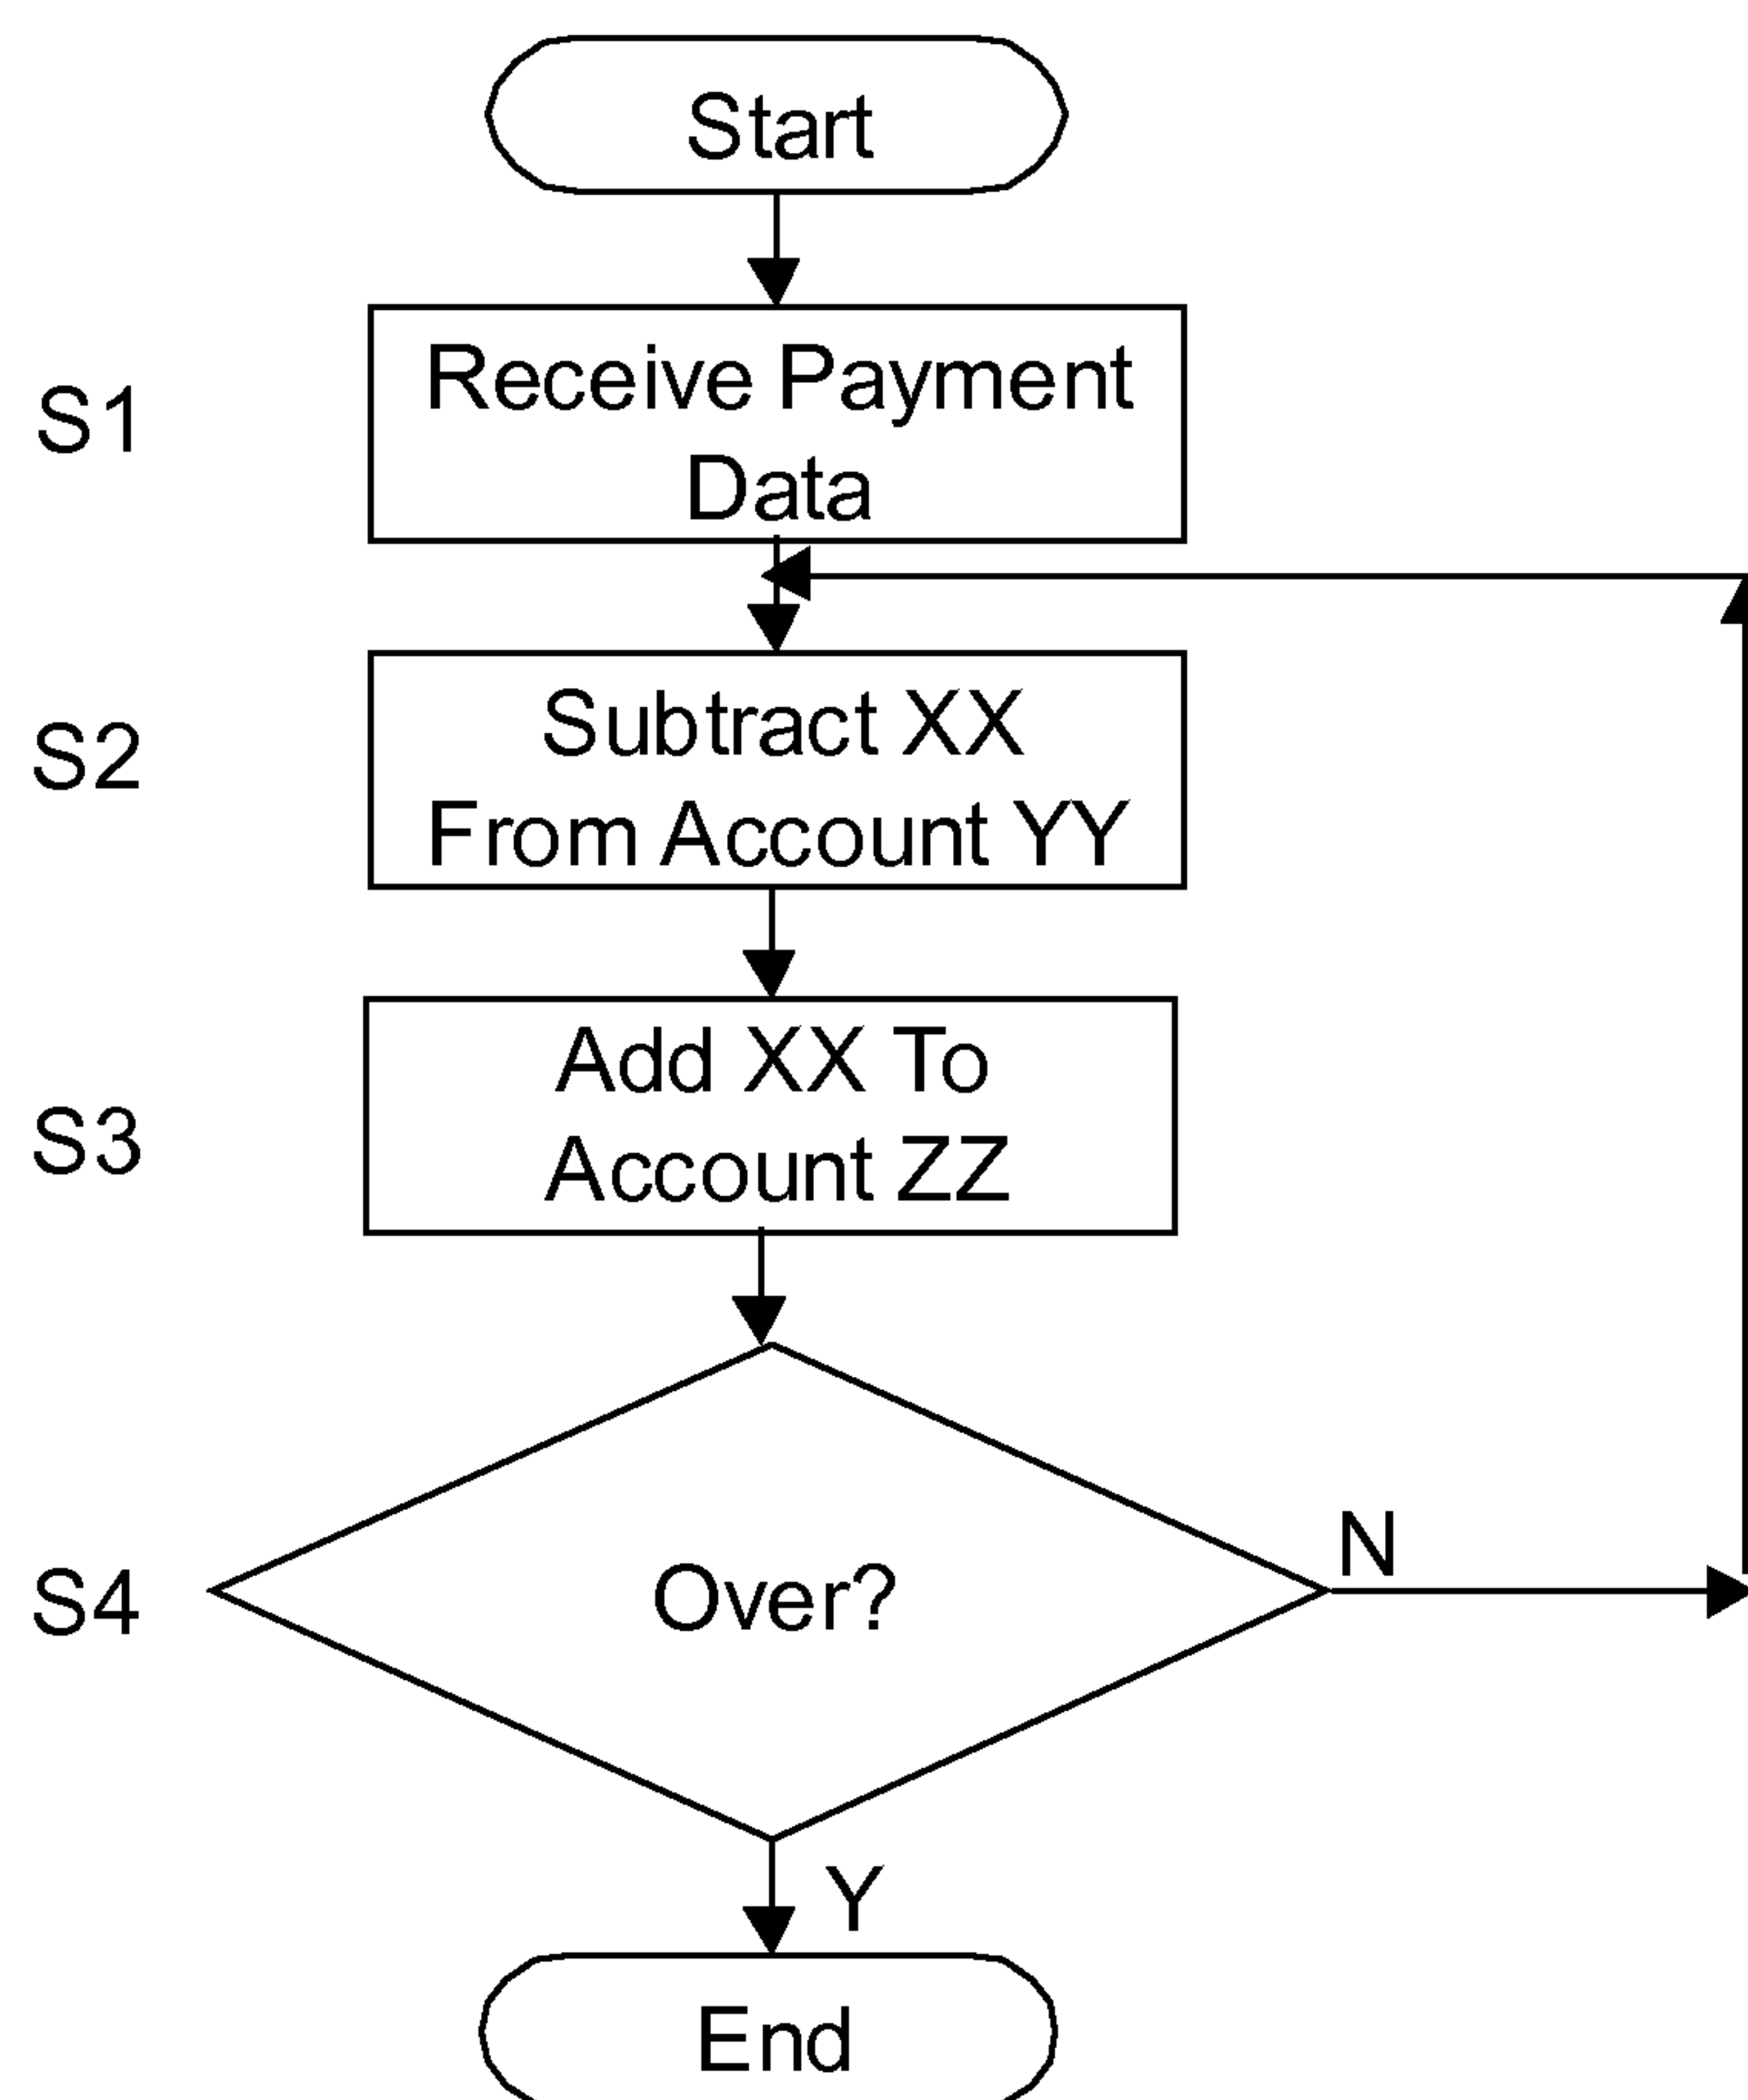 Start
S1
Receive Payment
Data
S2
Subtract XX
From Account YY
S3
Add XX To
Account ZZ
S4
Over?
N
Y
End